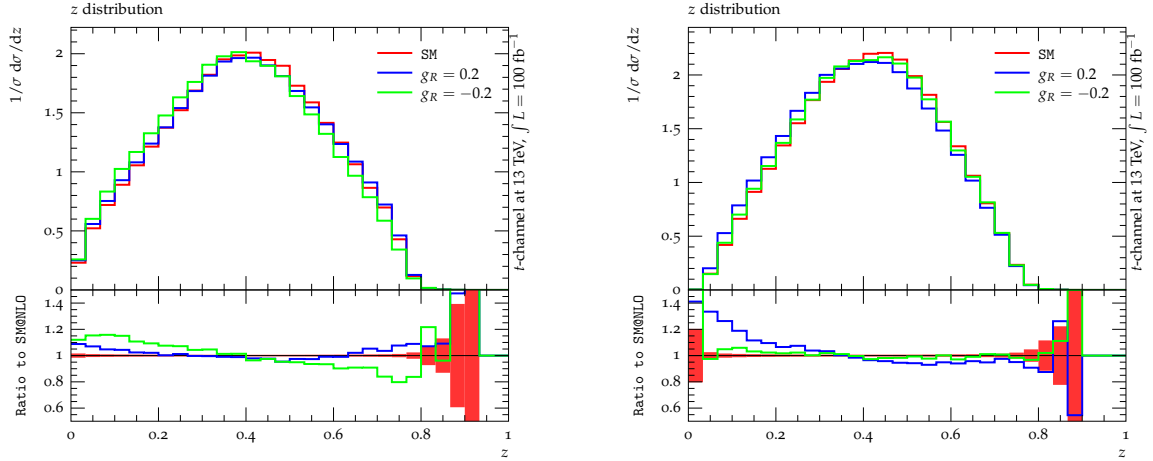 z distribution
SM
g_R = 0.2
g_R = −0.2
1/σ dσ/dz
t-channel at 13 TeV, ∫ L = 100 fb⁻¹
2
1.5
1
0.5
0
Ratio to SM@NLO
1.4
1.2
1
0.8
0.6
0 0.2 0.4 0.6 0.8 1
z
z distribution
SM
g_R = 0.2
g_R = −0.2
1/σ dσ/dz
t-channel at 13 TeV, ∫ L = 100 fb⁻¹
2
1.5
1
0.5
0
Ratio to SM@NLO
1.4
1.2
1
0.8
0.6
0 0.2 0.4 0.6 0.8 1
z